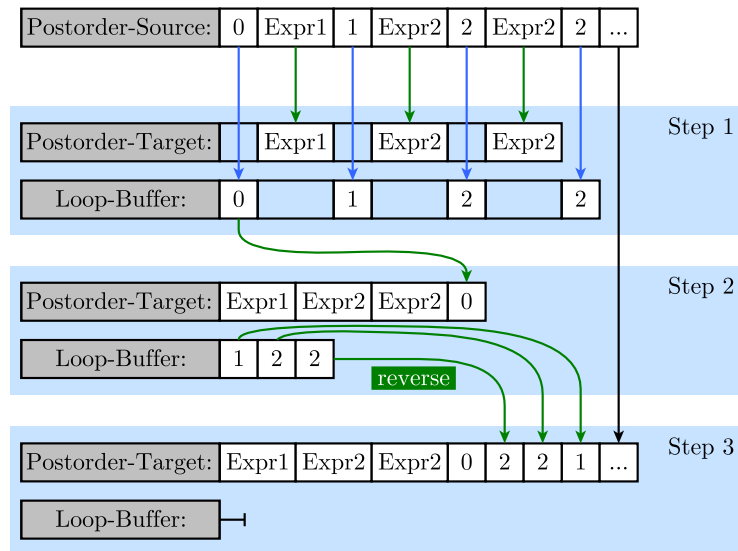 Postorder-Source: 0 Expr1 1 Expr2 2 Expr2 2 ...
Step 1
Postorder-Target: Expr1 Expr2 Expr2
Loop-Buffer: 0 1 2 2
Step 2
Postorder-Target: Expr1 Expr2 Expr2 0
Loop-Buffer: 1 2 2
reverse
Step 3
Postorder-Target: Expr1 Expr2 Expr2 0 2 2 1 ...
Loop-Buffer: